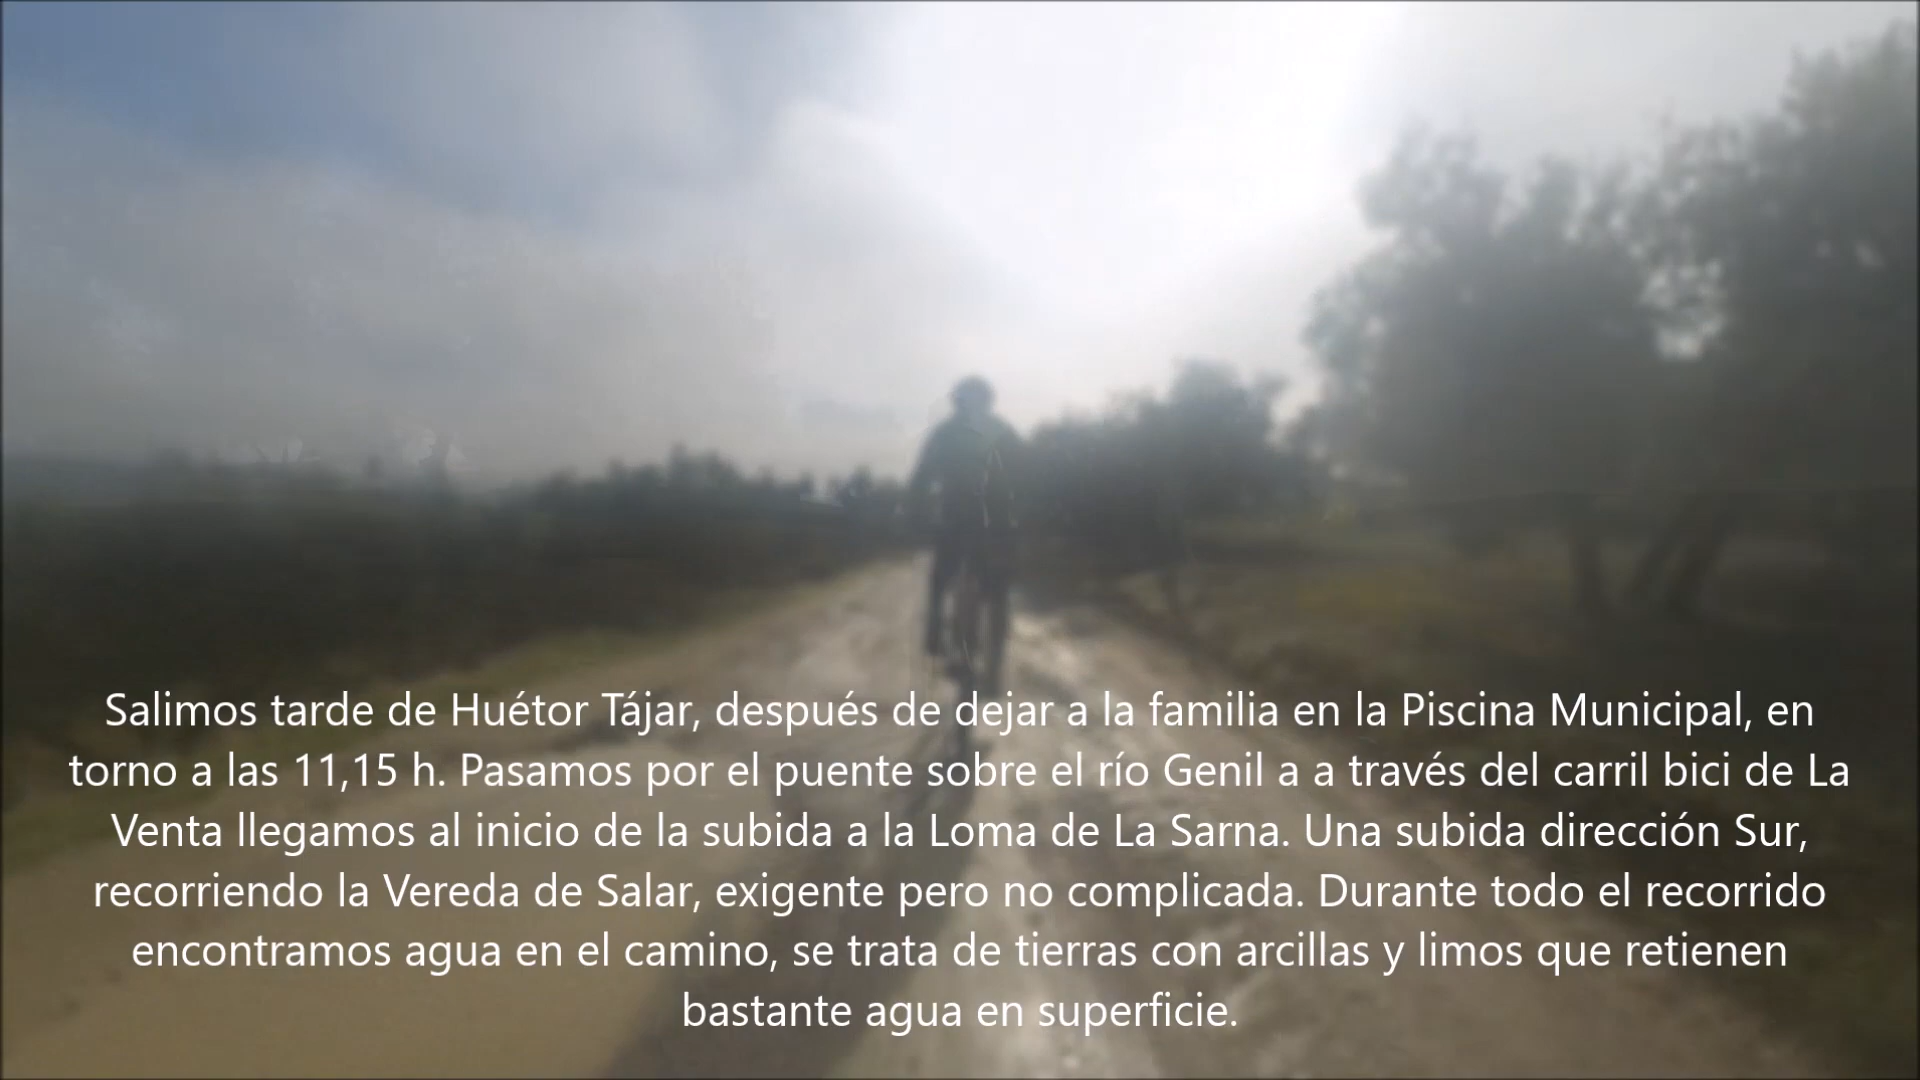 Salimos tarde de Huétor Tájar, después de dejar a la familia en la Piscina Municipal, en
torno a las 11,15 h. Pasamos por el puente sobre el río Genil a a través del carril bici de La
Venta llegamos al inicio de la subida a la Loma de La Sarna. Una subida dirección Sur,
recorriendo la Vereda de Salar, exigente pero no complicada. Durante todo el recorrido
encontramos agua en el camino, se trata de tierras con arcillas y limos que retienen
bastante agua en superficie.